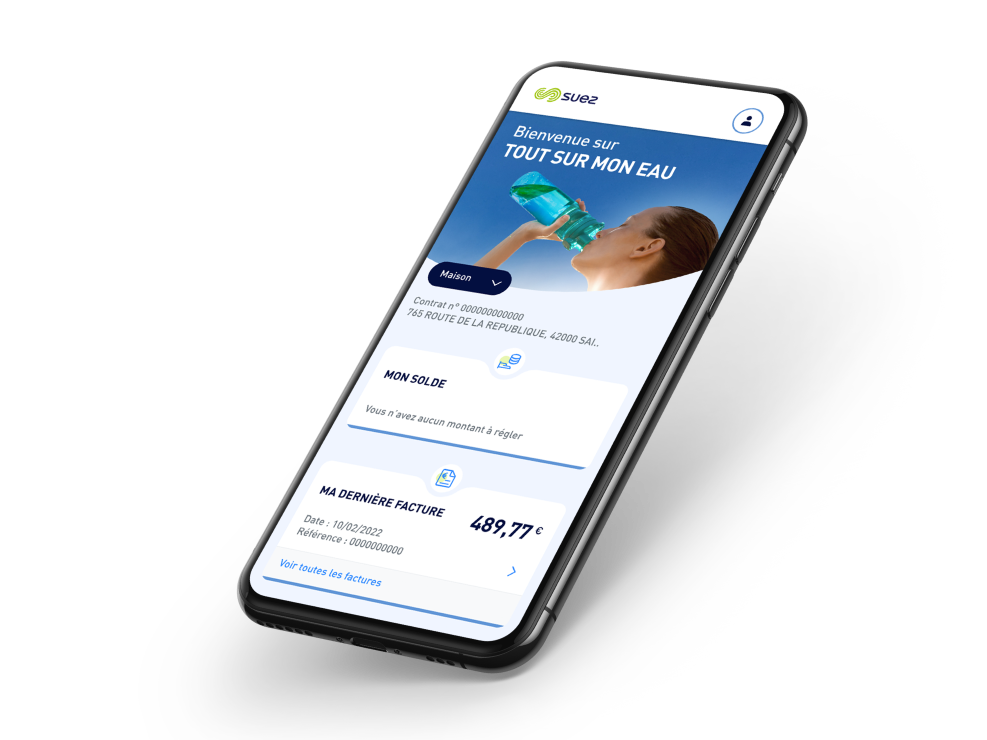 suez
Bienvenue sur
TOUT SUR MON EAU
Maison
Contrat n° 000000000000
765 ROUTE DE LA REPUBLIQUE, 42000 SAI..
MON SOLDE
Vous n'avez aucun montant à régler
MA DERNIÈRE FACTURE
489,77 €
Date : 10/02/2022
Référence : 0000000000
Voir toutes les factures